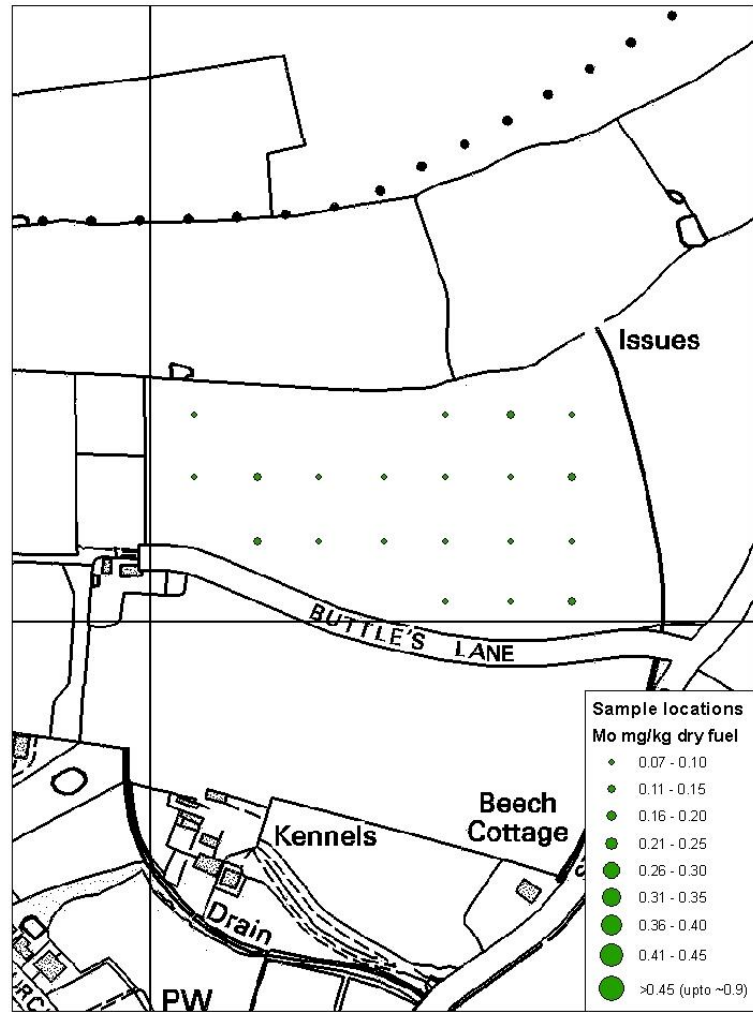 Issues
BUTTLE'S LANE
Sample locations
Mo mg/kg dry fuel
0.07 - 0.10
0.11 - 0.15
0.16 - 0.20
0.21 - 0.25
0.26 - 0.30
0.31 - 0.35
0.36 - 0.40
0.41 - 0.45
>0.45 (upto ~0.9)
Beech
Cottage
Kennels
Drain
PW